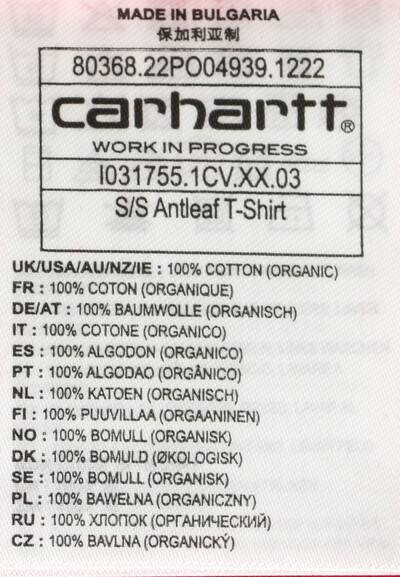 MADE IN BULGARIA
保加利亚制
80368.22PO04939.1222
carhartt®
WORK IN PROGRESS
I031755.1CV.XX.03
S/S Antleaf T-Shirt
UK/USA/AU/NZ/IE : 100% COTTON (ORGANIC)
FR : 100% COTON (ORGANIQUE)
DE/AT : 100% BAUMWOLLE (ORGANISCH)
IT : 100% COTONE (ORGANICO)
ES : 100% ALGODON (ORGANICO)
PT : 100% ALGODAO (ORGÂNICO)
NL : 100% KATOEN (ORGANISCH)
FI : 100% PUUVILLAA (ORGAANINEN)
NO : 100% BOMULL (ORGANISK)
DK : 100% BOMULD (ØKOLOGISK)
SE : 100% BOMULL (ORGANISK)
PL : 100% BAWEŁNA (ORGANICZNY)
RU : 100% ХЛОПОК (ОРГАНИЧЕСКИЙ)
CZ : 100% BAVLNA (ORGANICKÝ)